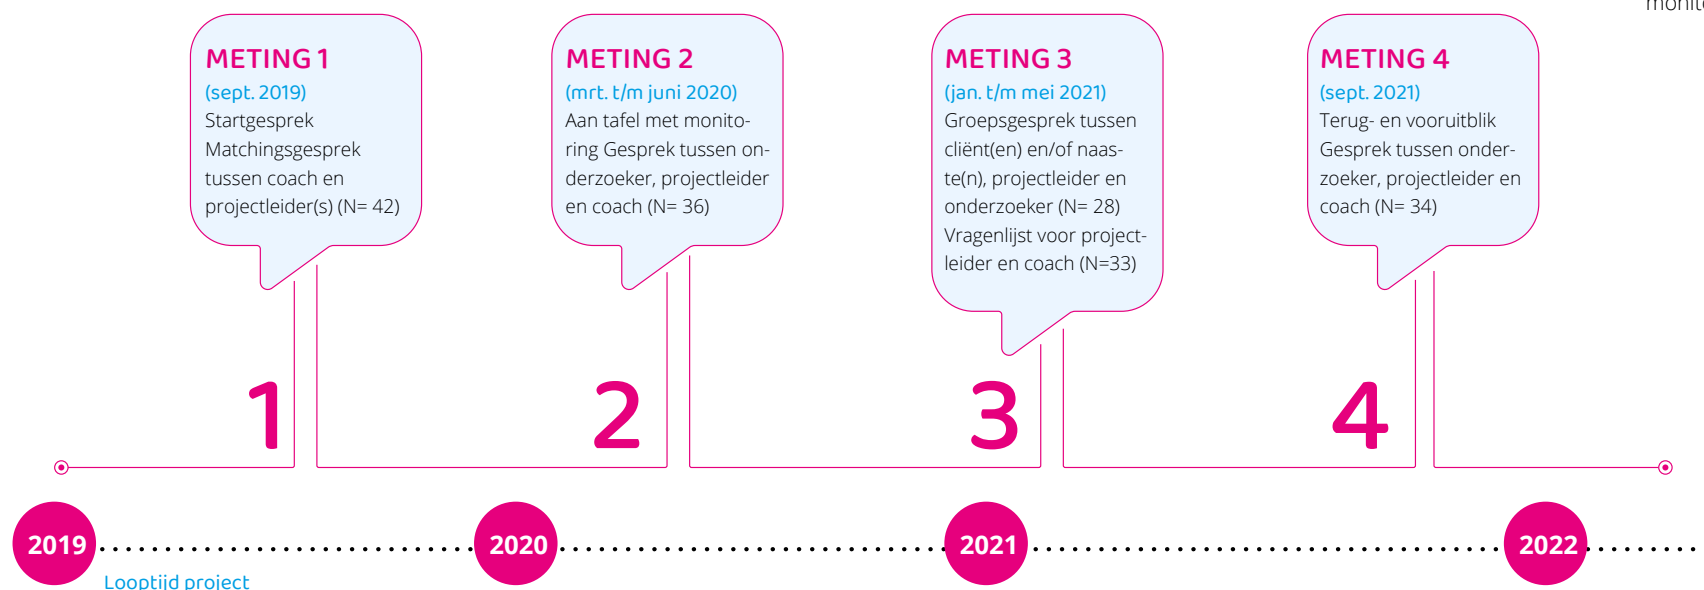 METING 1
(sept. 2019)
Startgesprek
Matchingsgesprek
tussen coach en
projectleider(s) (N= 42)
METING 2
(mrt. t/m juni 2020)
Aan tafel met monito-
ring Gesprek tussen on-
derzoeker, projectleider
en coach (N= 36)
METING 3
(jan. t/m mei 2021)
Groepsgesprek tussen
cliënt(en) en/of naas-
te(n), projectleider en
onderzoeker (N= 28)
Vragenlijst voor project-
leider en coach (N=33)
METING 4
(sept. 2021)
Terug- en vooruitblik
Gesprek tussen onder-
zoeker, projectleider en
coach (N= 34)
1
2
3
4
2019
2020
2021
2022
Looptijd project